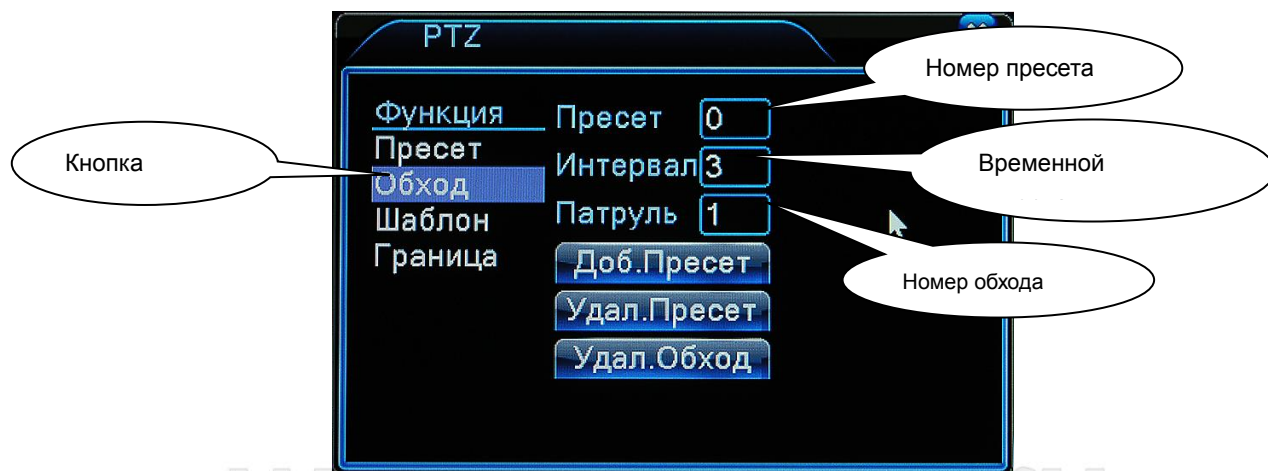 PTZ
Номер пресета
Функция
Пресет 0
Пресет
Интервал 3
Временной
Кнопка
Обход
Патруль 1
Шаблон
Граница
Доб.Пресет
Номер обхода
Удал.Пресет
Удал.Обход